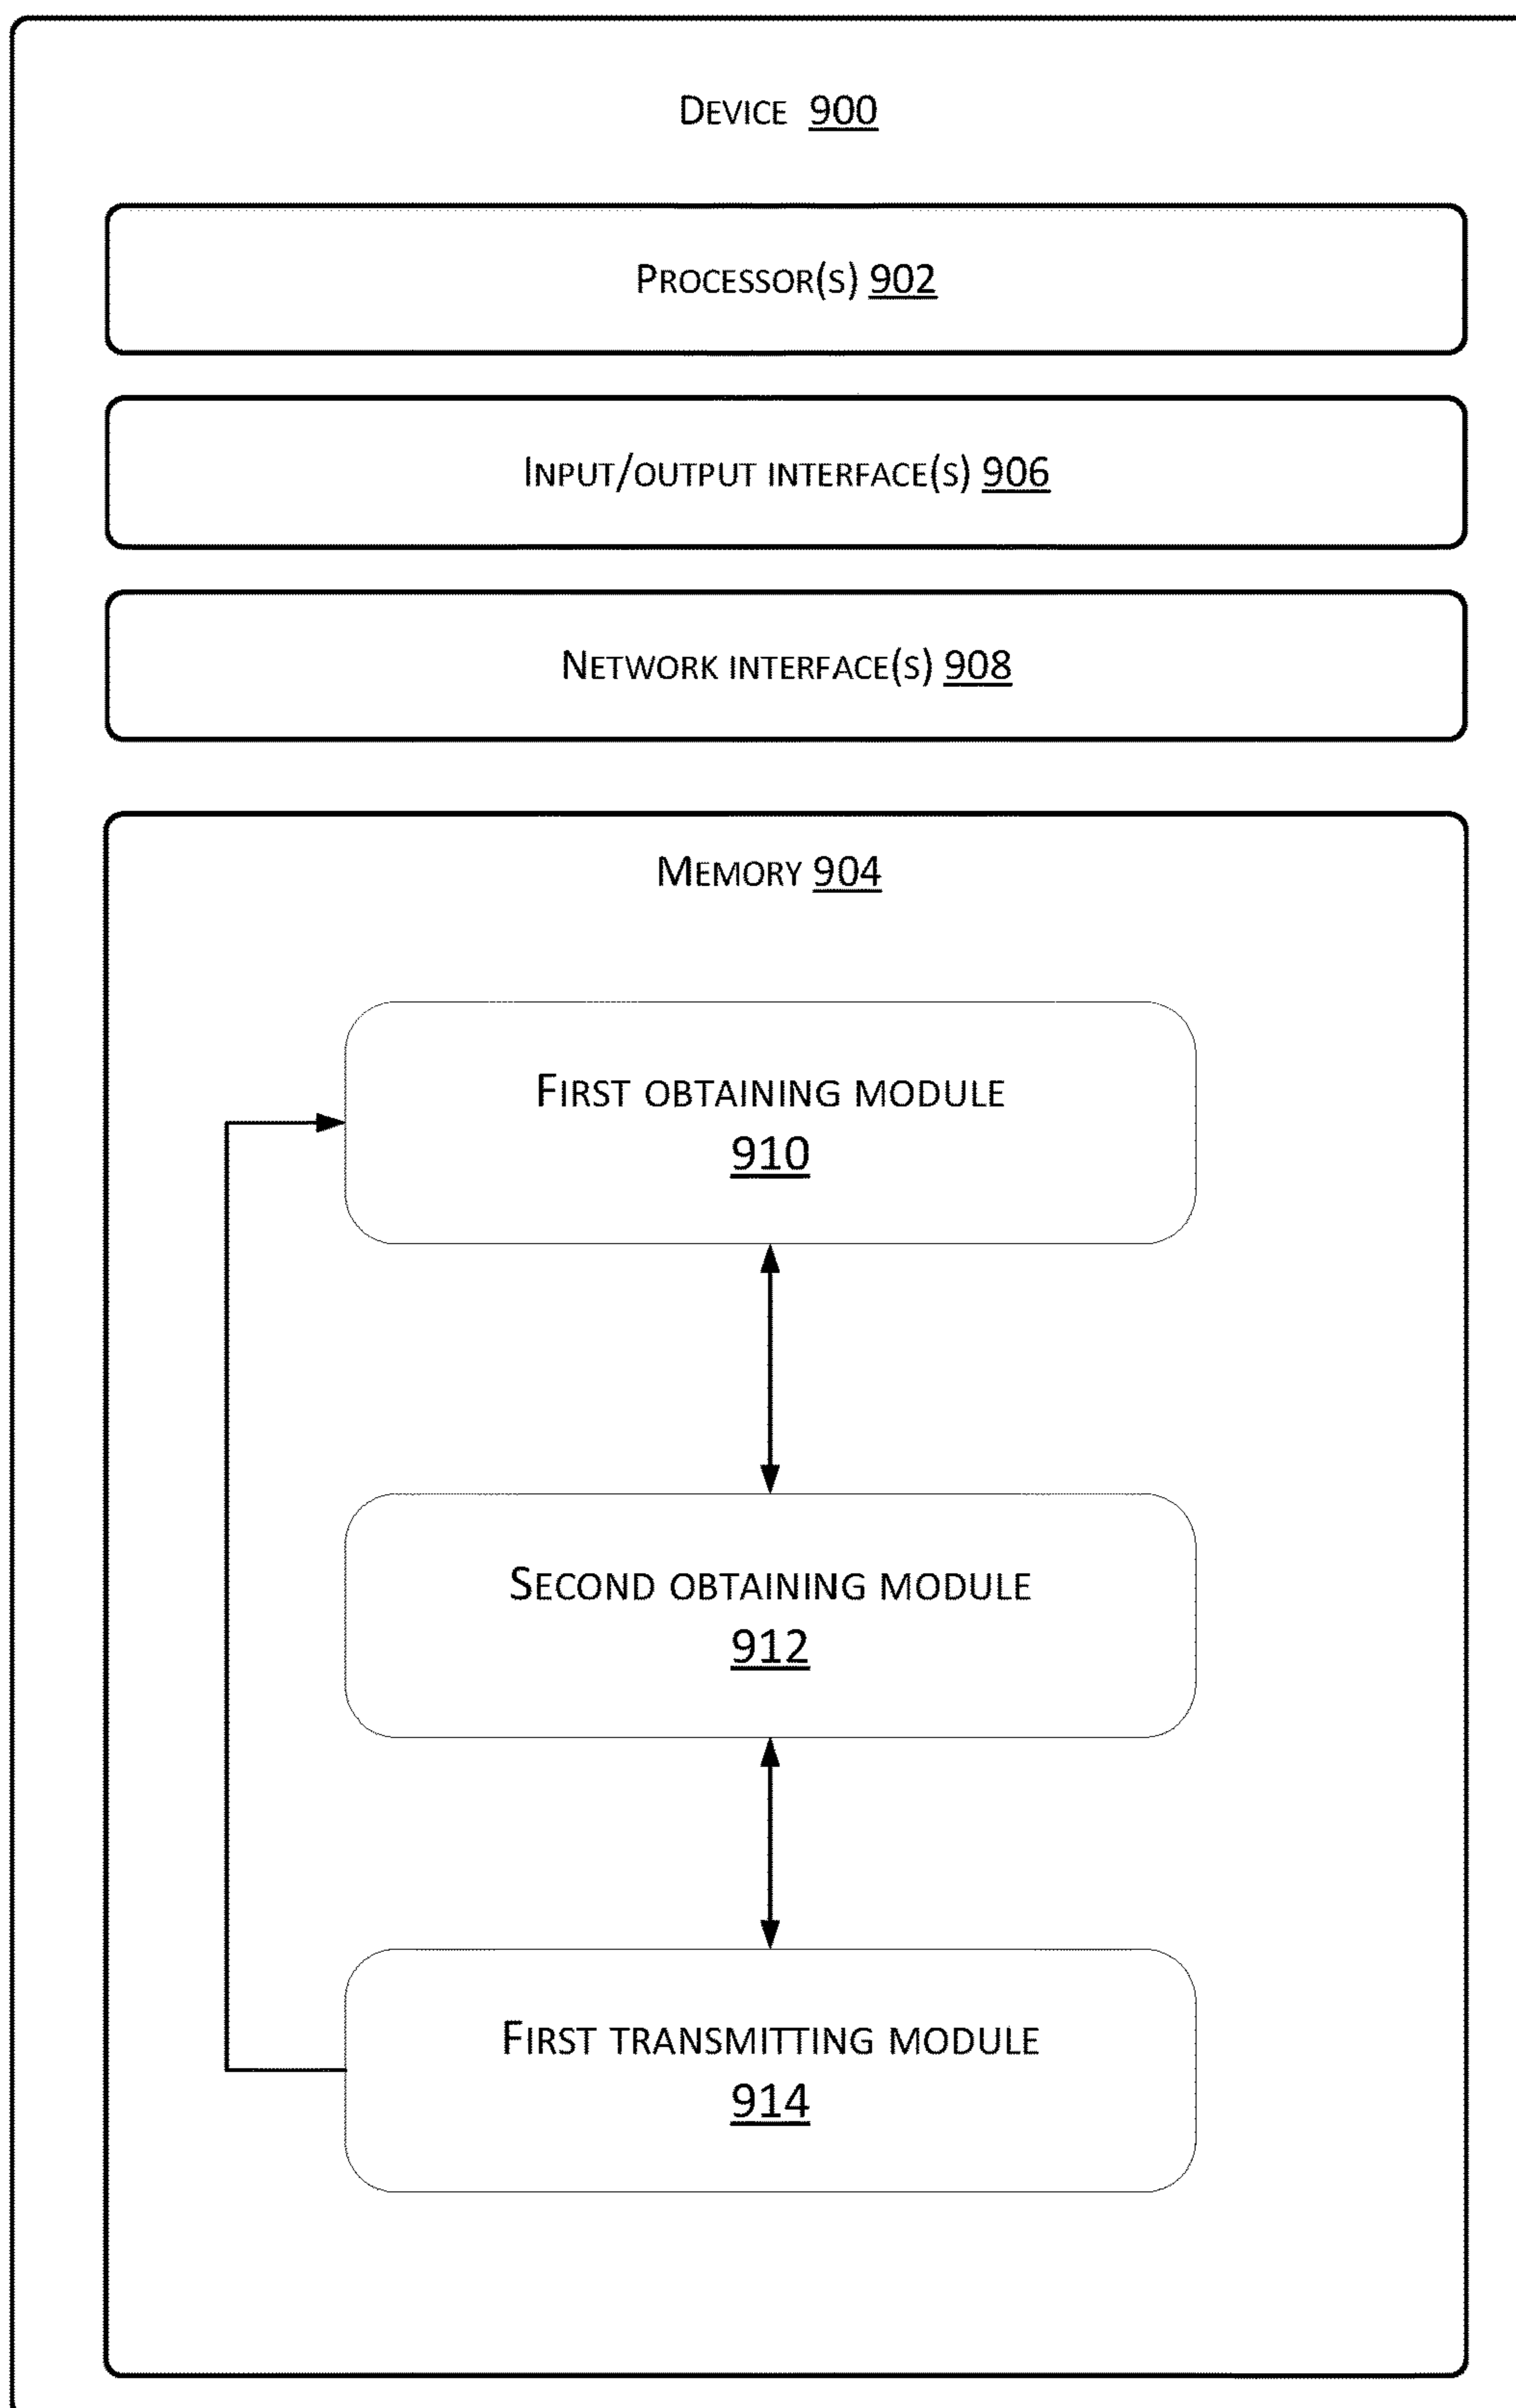 DEVICE 900
PROCESSOR(S) 902
INPUT/OUTPUT INTERFACE(S) 906
NETWORK INTERFACE(S) 908
MEMORY 904
FIRST OBTAINING MODULE
910
SECOND OBTAINING MODULE
912
FIRST TRANSMITTING MODULE
914